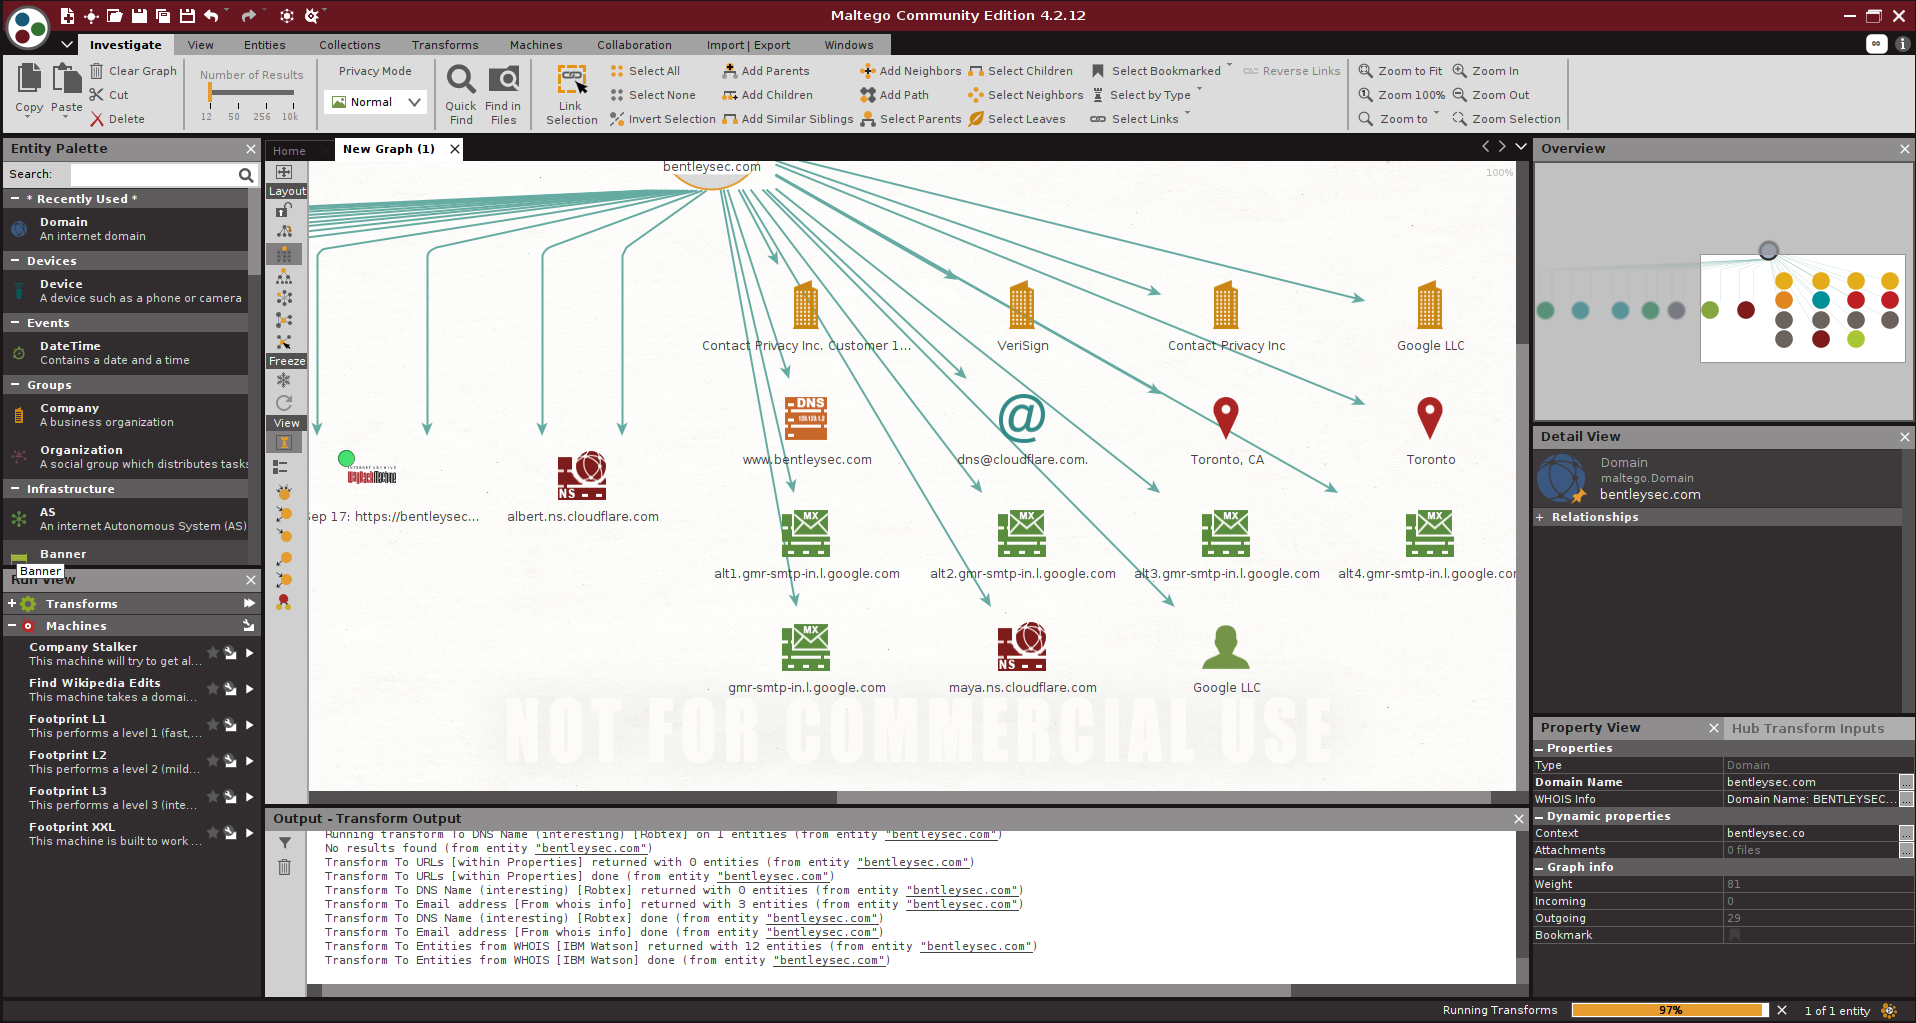 Maltego Community Edition 4.2.12
Investigate View Entities Collections Transforms Machines Collaboration Import | Export Windows
Copy Paste Clear Graph
Cut
Delete
Number of Results
12 50 256 10k
Privacy Mode
Normal
Quick Find
Find in Files
Link Selection
Select All
Select None
Invert Selection
Add Parents
Add Children
Add Similar Siblings
Add Neighbors
Add Path
Select Parents
Select Children
Select Neighbors
Select Leaves
Select Bookmarked
Select by Type
Select Links
Reverse Links
Zoom to Fit
Zoom 100%
Zoom to
Zoom In
Zoom Out
Zoom Selection
Entity Palette
Search:
* Recently Used *
Domain
An internet domain
Devices
Device
A device such as a phone or camera
Events
DateTime
Contains a date and a time
Groups
Company
A business organization
Organization
A social group which distributes tasks
Infrastructure
AS
An internet Autonomous System (AS)
Banner
Banner
Run View
Transforms
Machines
Company Stalker
This machine will try to get al...
Find Wikipedia Edits
This machine takes a domai...
Footprint L1
This performs a level 1 (fast,...
Footprint L2
This performs a level 2 (mild...
Footprint L3
This performs a level 3 (inte...
Footprint XXL
This machine is built to work ...
Home New Graph (1)
Layout
Freeze
View
100%
bentleysec.com
Contact Privacy Inc. Customer 1...
VeriSign
Contact Privacy Inc
Google LLC
DNS
123.123.1.2
www.bentleysec.com
@
dns@cloudflare.com.
Toronto, CA
Toronto
INTERNET ARCHIVE
WayBackMachine
Sep 17: https://bentleysec...
NS
albert.ns.cloudflare.com
MX
alt1.gmr-smtp-in.l.google.com
MX
alt2.gmr-smtp-in.l.google.com
MX
alt3.gmr-smtp-in.l.google.com
MX
alt4.gmr-smtp-in.l.google.com
MX
gmr-smtp-in.l.google.com
NS
maya.ns.cloudflare.com
Google LLC
NOT FOR COMMERCIAL USE
Output - Transform Output
Running transform To DNS Name (interesting) [Robtex] on 1 entities (from entity "bentleysec.com")
No results found (from entity "bentleysec.com")
Transform To URLs [within Properties] returned with 0 entities (from entity "bentleysec.com")
Transform To URLs [within Properties] done (from entity "bentleysec.com")
Transform To DNS Name (interesting) [Robtex] returned with 0 entities (from entity "bentleysec.com")
Transform To Email address [From whois info] returned with 3 entities (from entity "bentleysec.com")
Transform To DNS Name (interesting) [Robtex] done (from entity "bentleysec.com")
Transform To Email address [From whois info] done (from entity "bentleysec.com")
Transform To Entities from WHOIS [IBM Watson] returned with 12 entities (from entity "bentleysec.com")
Transform To Entities from WHOIS [IBM Watson] done (from entity "bentleysec.com")
Overview
Detail View
Domain
maltego.Domain
bentleysec.com
Relationships
Property View Hub Transform Inputs
Properties
Type Domain
Domain Name bentleysec.com
WHOIS Info Domain Name: BENTLEYSEC...
Dynamic properties
Context bentleysec.co
Attachments 0 files
Graph info
Weight 81
Incoming 0
Outgoing 29
Bookmark
Running Transforms 97% 1 of 1 entity